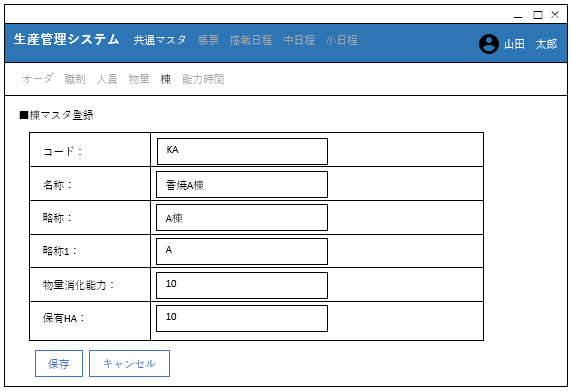 生産管理システム 共通マスタ 帳票 搭載日程 中日程 小日程 山田 太郎
オーダ 職制 人員 物量 棟 能力時間
■棟マスタ登録
コード： KA
名称： 香焼A棟
略称： A棟
略称1： A
物量消化能力： 10
保有HA： 10
保存 キャンセル